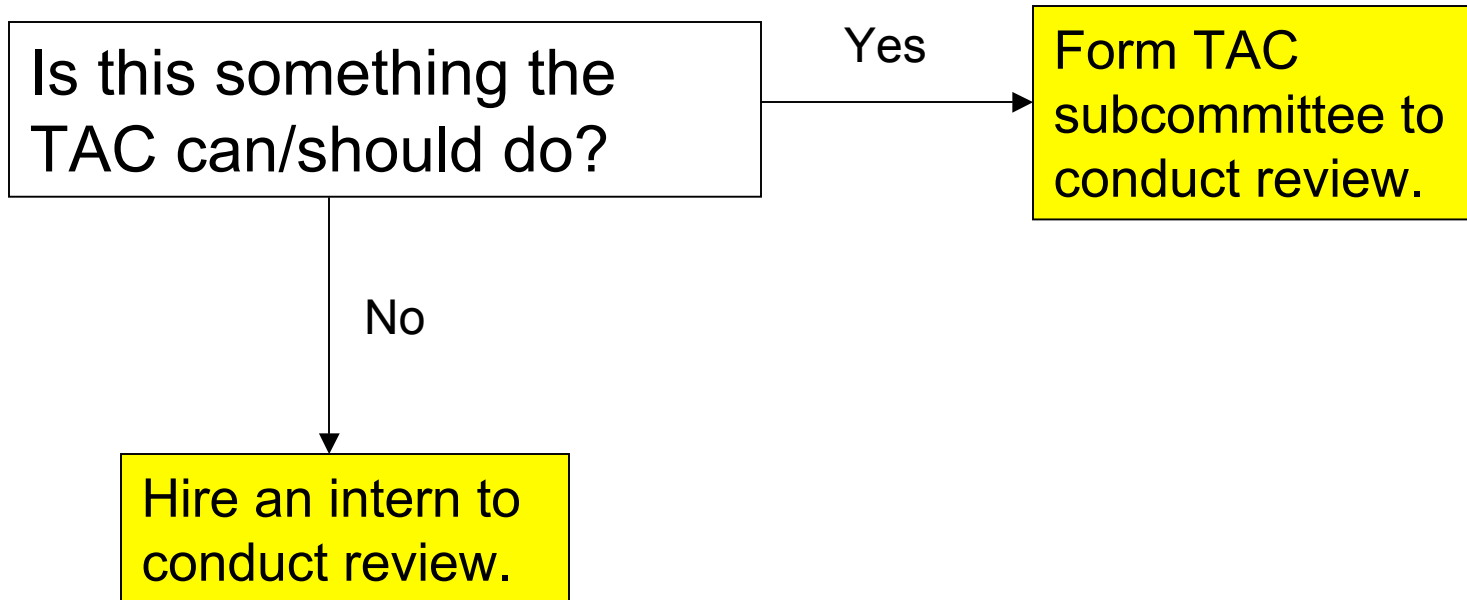 Is this something the
TAC can/should do?
Yes
Form TAC
subcommittee to
conduct review.
No
Hire an intern to
conduct review.